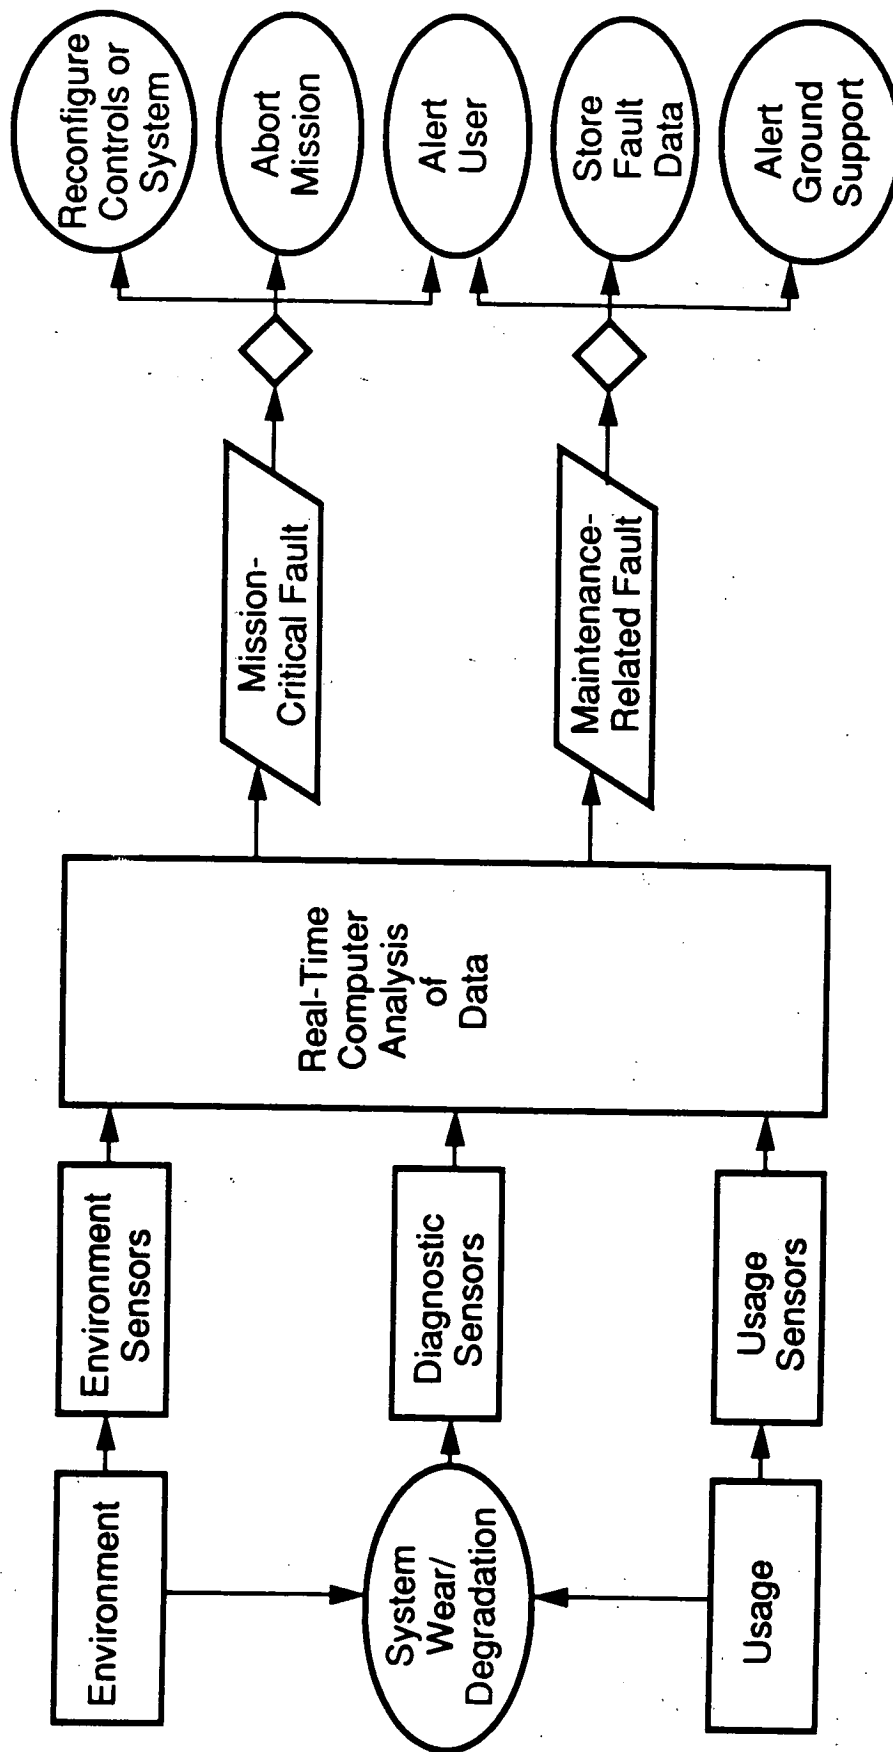 Environment
System
Wear/
Degradation
Usage
Environment
Sensors
Diagnostic
Sensors
Usage
Sensors
Real-Time
Computer
Analysis
of
Data
Mission-
Critical Fault
Maintenance-
Related Fault
Reconfigure
Controls or
System
Abort
Mission
Alert
User
Store
Fault
Data
Alert
Ground
Support